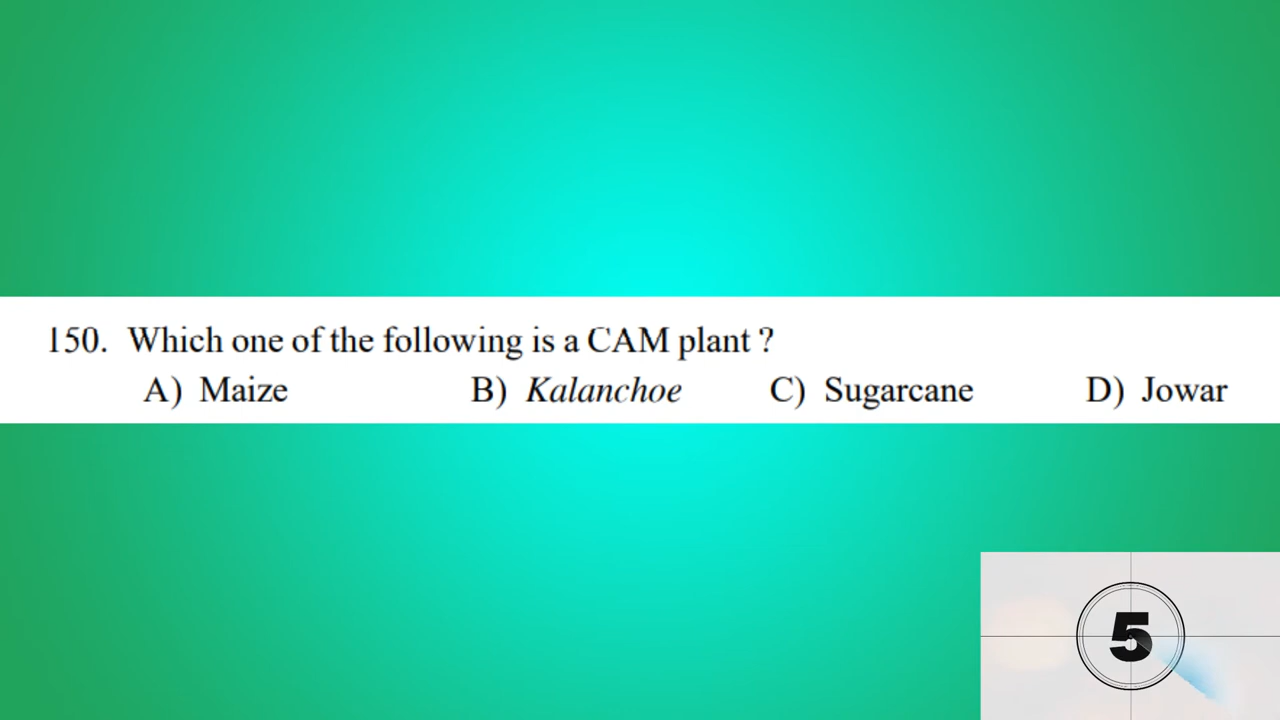 150. Which one of the following is a CAM plant ?
A) Maize B) Kalanchoe C) Sugarcane D) Jowar
5